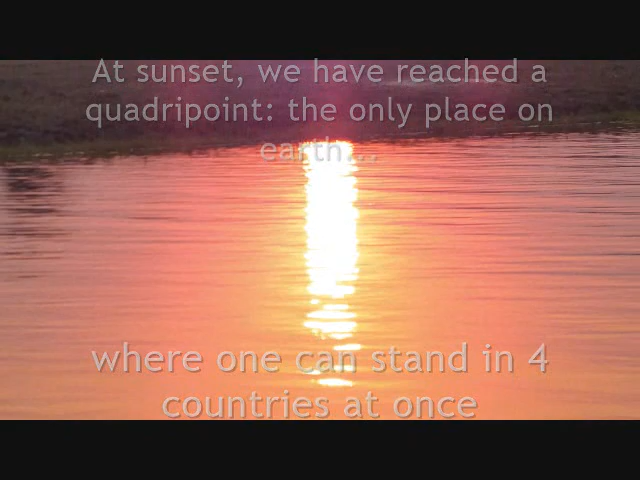 At sunset, we have reached a
quadripoint: the only place on
earth...
where one can stand in 4
countries at once